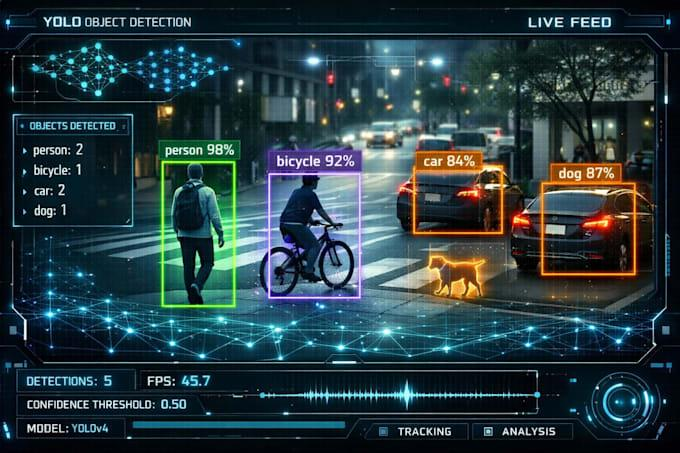 YOLO OBJECT DETECTION
LIVE FEED
OBJECTS DETECTED
person: 2
bicycle: 1
car: 2
dog: 1
person 98%
bicycle 92%
car 84%
dog 87%
DETECTIONS: 5
FPS: 45.7
CONFIDENCE THRESHOLD: 0.50
MODEL: YOLOv4
TRACKING
ANALYSIS